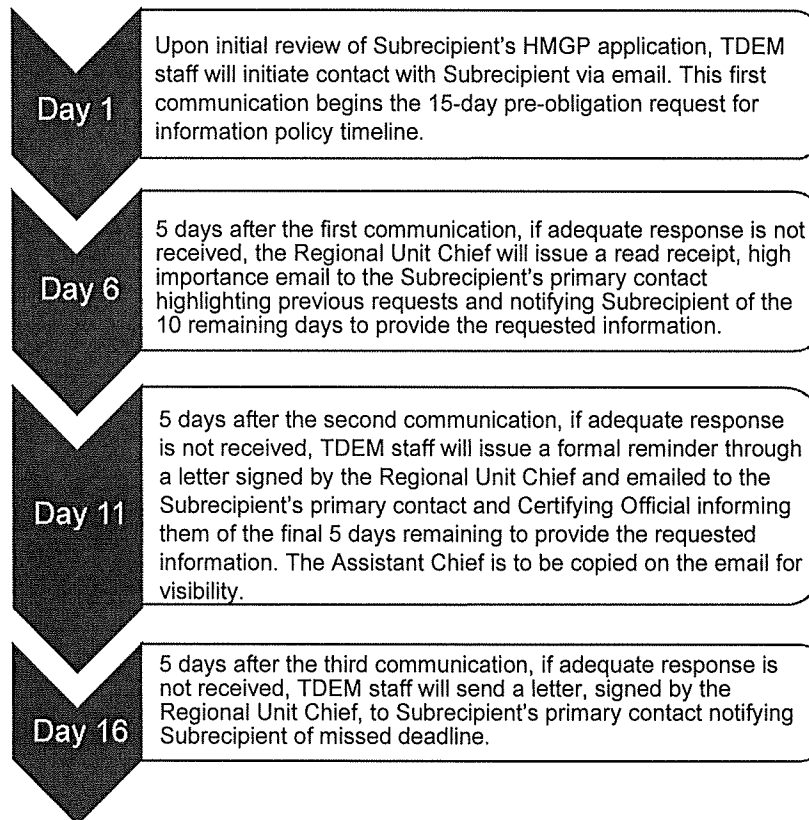 Day 1
Upon initial review of Subrecipient's HMGP application, TDEM
staff will initiate contact with Subrecipient via email. This first
communication begins the 15-day pre-obligation request for
information policy timeline.
Day 6
5 days after the first communication, if adequate response is not
received, the Regional Unit Chief will issue a read receipt, high
importance email to the Subrecipient's primary contact
highlighting previous requests and notifying Subrecipient of the
10 remaining days to provide the requested information.
Day 11
5 days after the second communication, if adequate response
is not received, TDEM staff will issue a formal reminder through
a letter signed by the Regional Unit Chief and emailed to the
Subrecipient's primary contact and Certifying Official informing
them of the final 5 days remaining to provide the requested
information. The Assistant Chief is to be copied on the email for
visibility.
Day 16
5 days after the third communication, if adequate response is
not received, TDEM staff will send a letter, signed by the
Regional Unit Chief, to Subrecipient's primary contact notifying
Subrecipient of missed deadline.